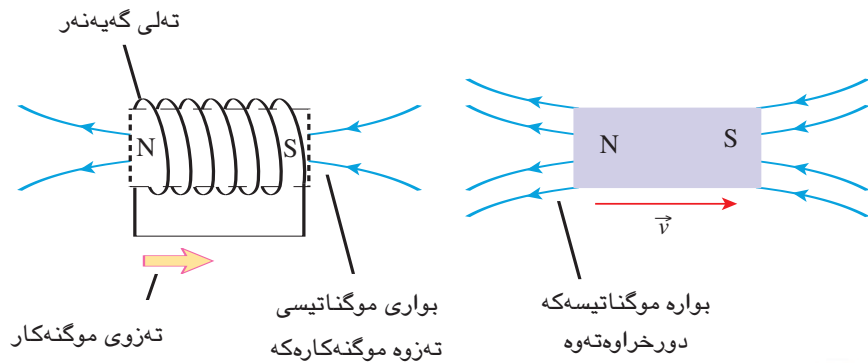 تەلی گەیەنەر
N
S
N
S
v
بواری موگناتیسی
تەزوە موگنەکارەکە
تەزوی موگنەکار
بوارە موگناتیسەکە
دورخراوەتەوە